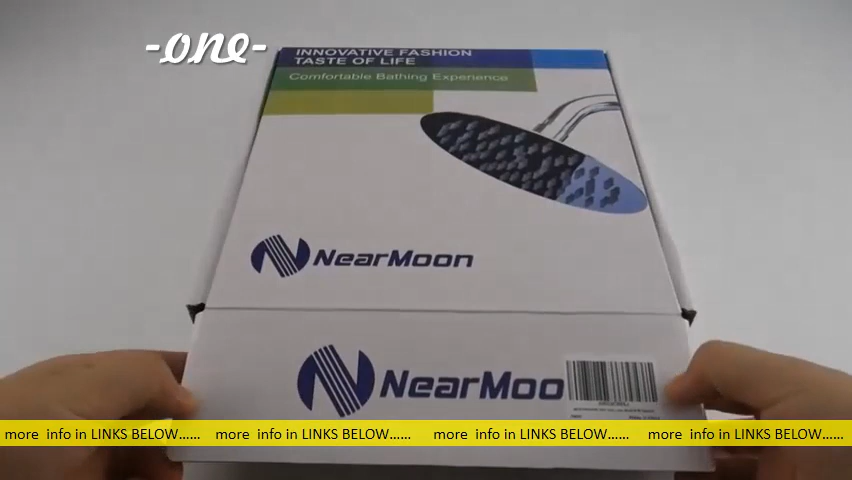 -one-
INNOVATIVE FASHION
TASTE OF LIFE
Comfortable Bathing Experience
NearMoon
NearMoo
more info in LINKS BELOW...... more info in LINKS BELOW...... more info in LINKS BELOW...... more info in LINKS BELOW......